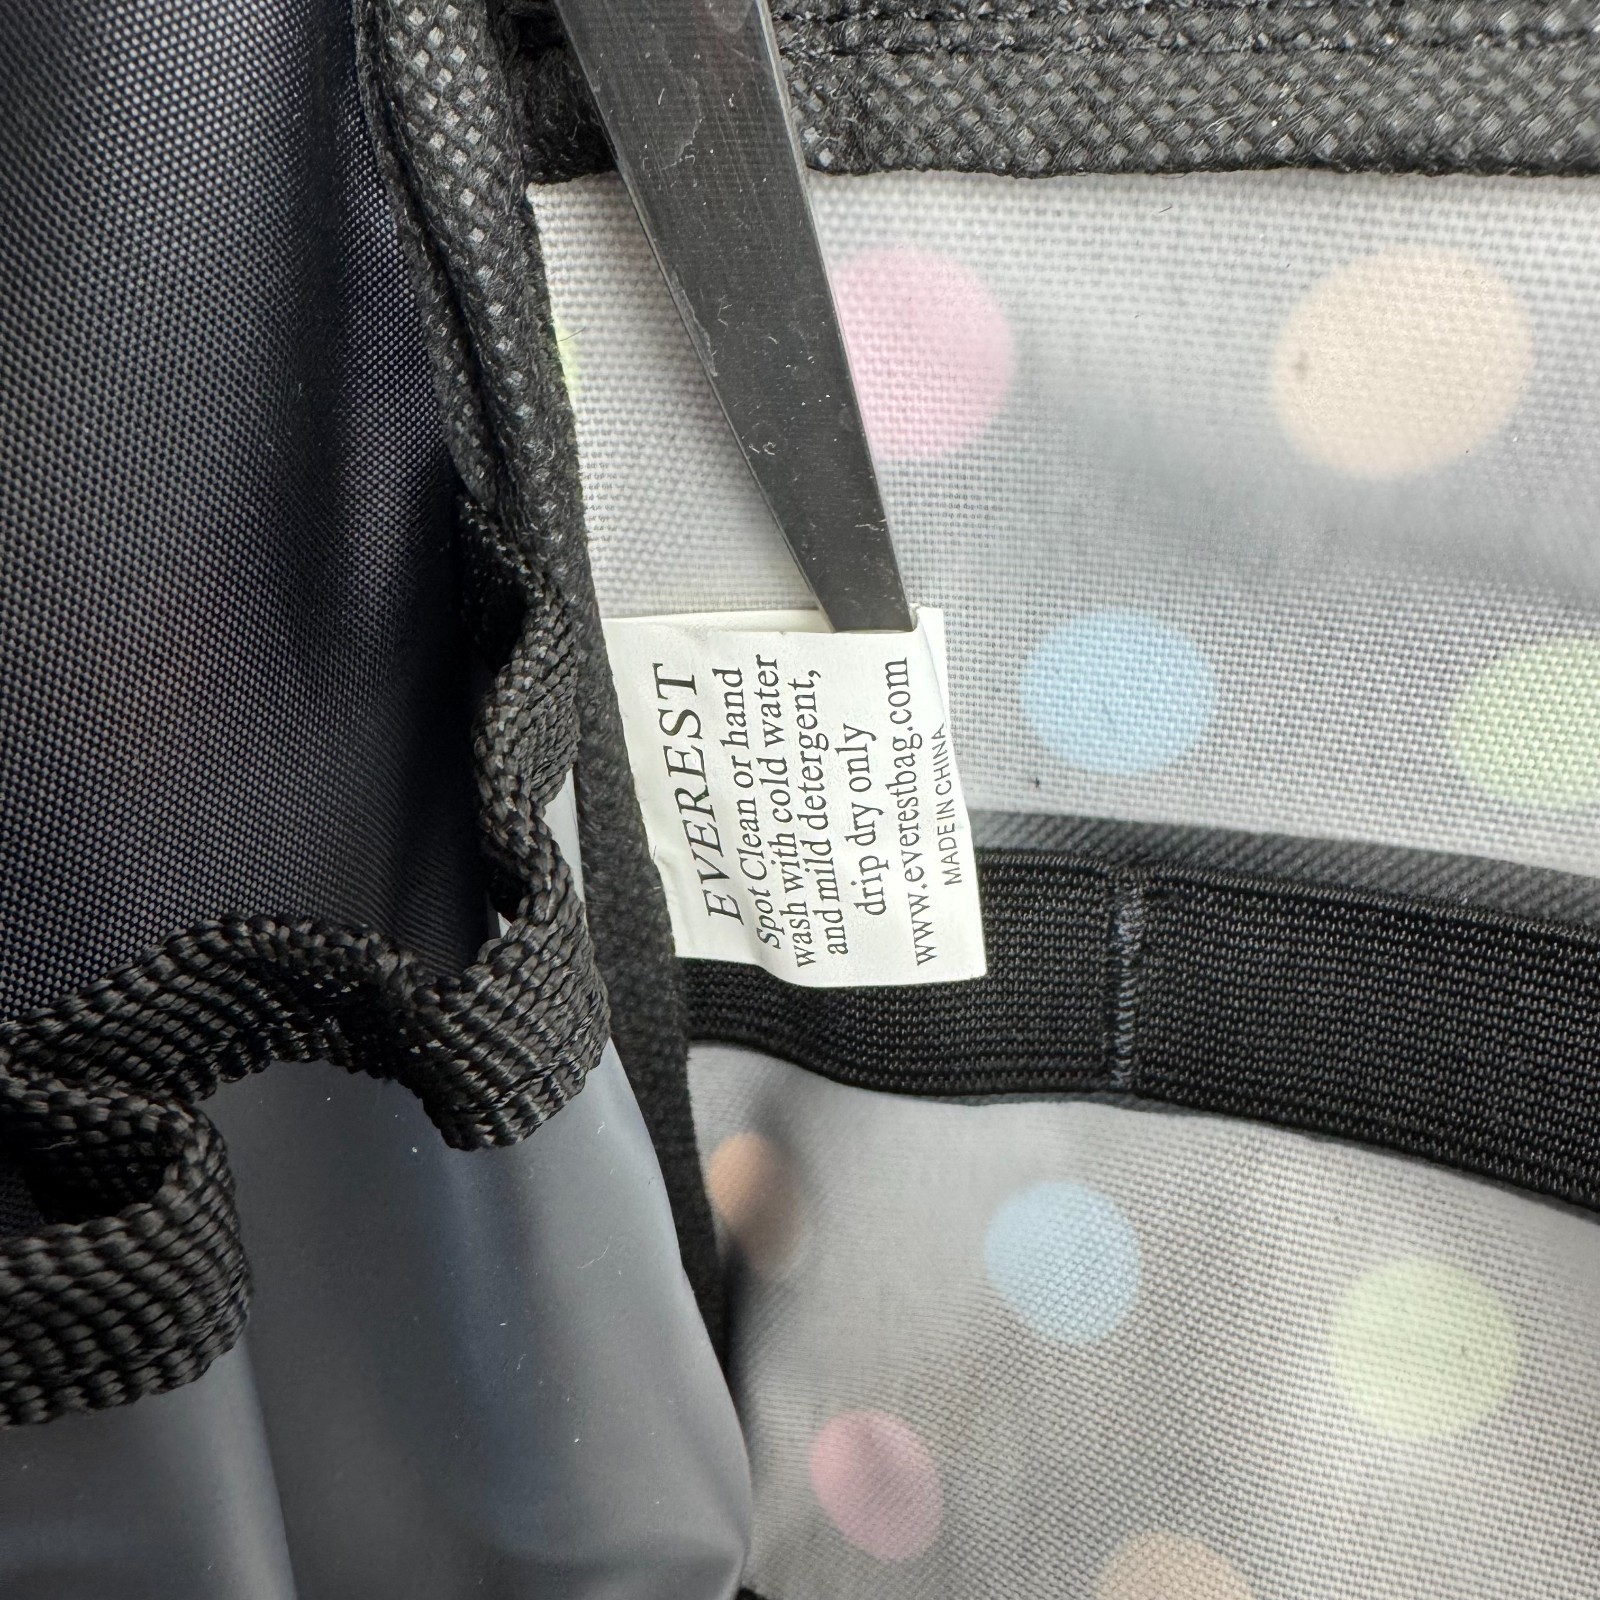 EVEREST
Spot Clean or hand
wash with cold water
and mild detergent,
drip dry only
www.everestbag.com
MADE IN CHINA